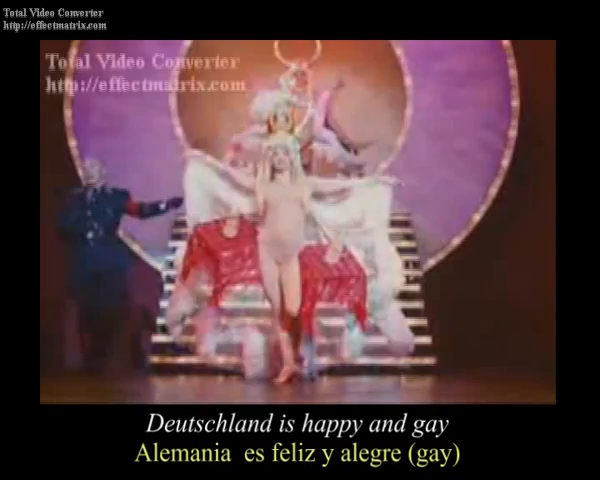 Total Video Converter
http://effectmatrix.com
Total Video Converter
http://effectmatrix.com
Deutschland is happy and gay
Alemania es feliz y alegre (gay)